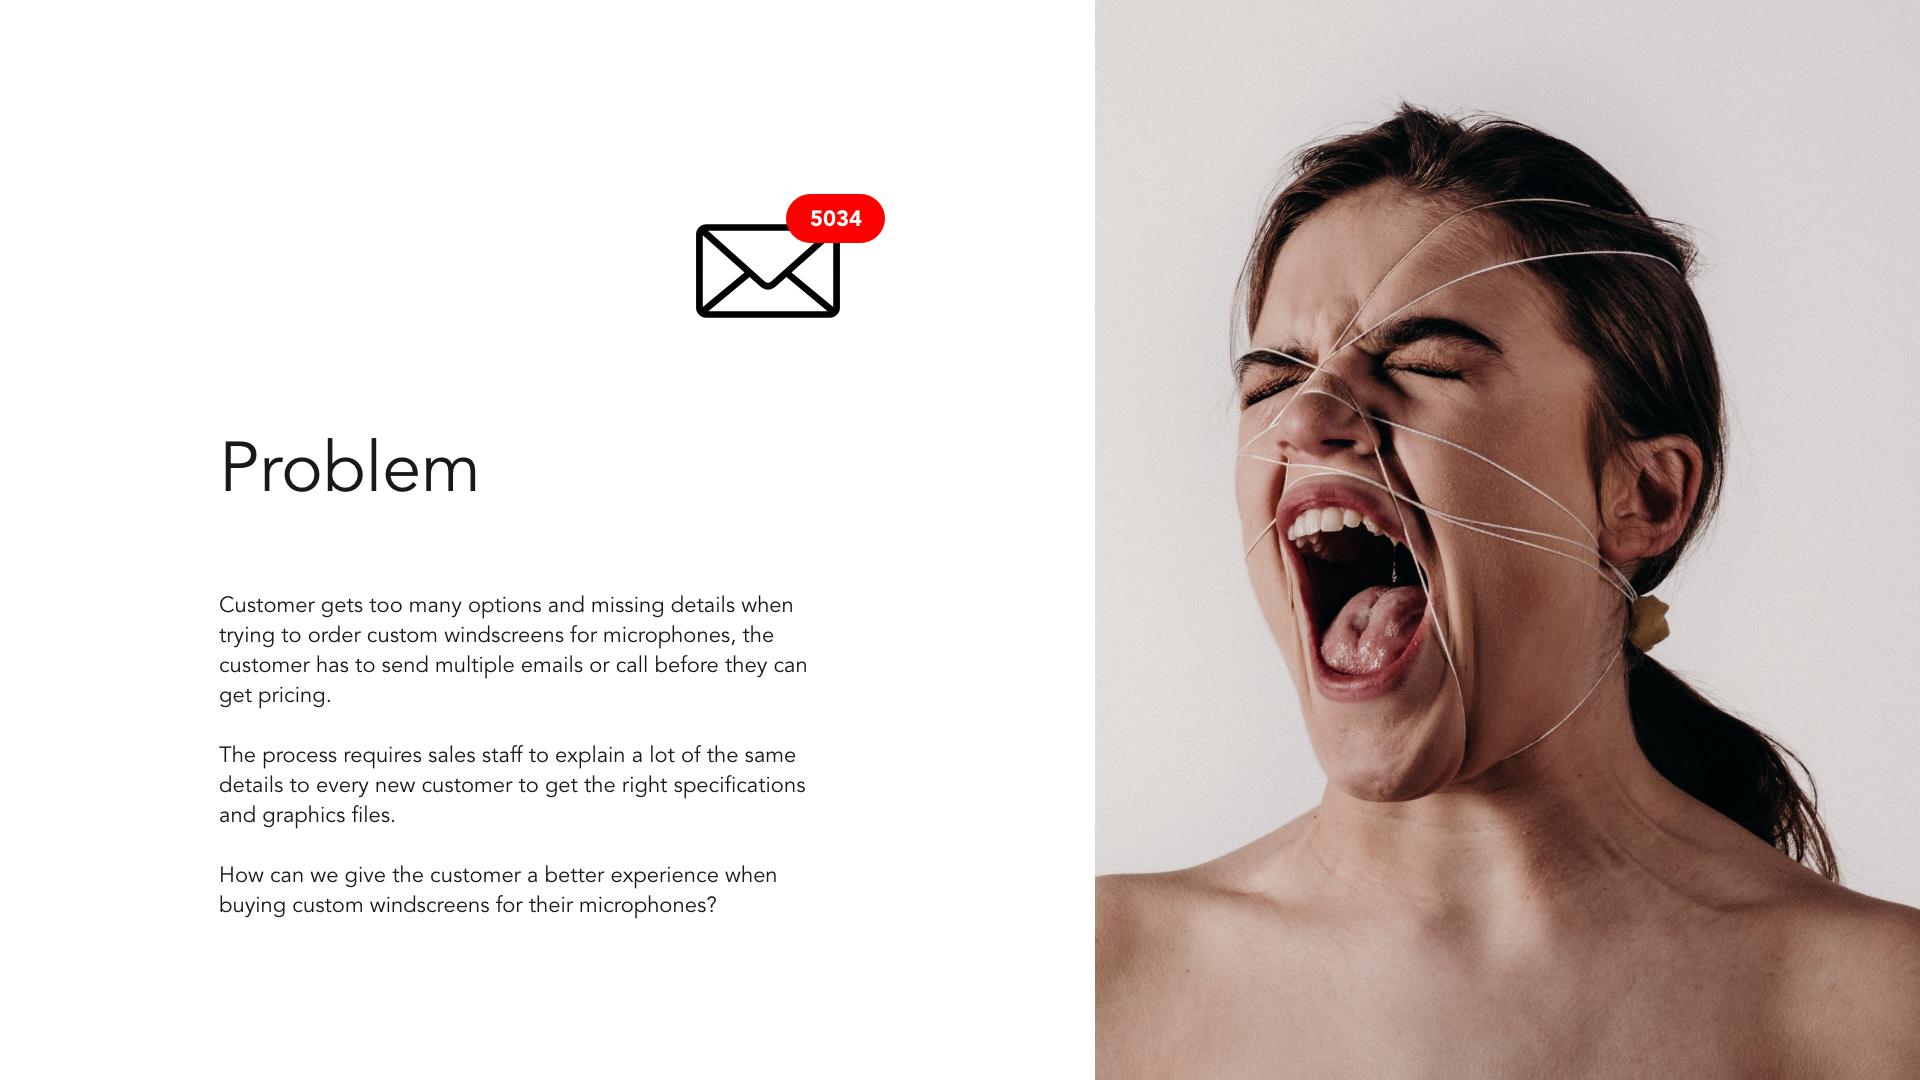 5034
Problem
Customer gets too many options and missing details when
trying to order custom windscreens for microphones, the
customer has to send multiple emails or call before they can
get pricing.
The process requires sales staff to explain a lot of the same
details to every new customer to get the right specifications
and graphics files.
How can we give the customer a better experience when
buying custom windscreens for their microphones?